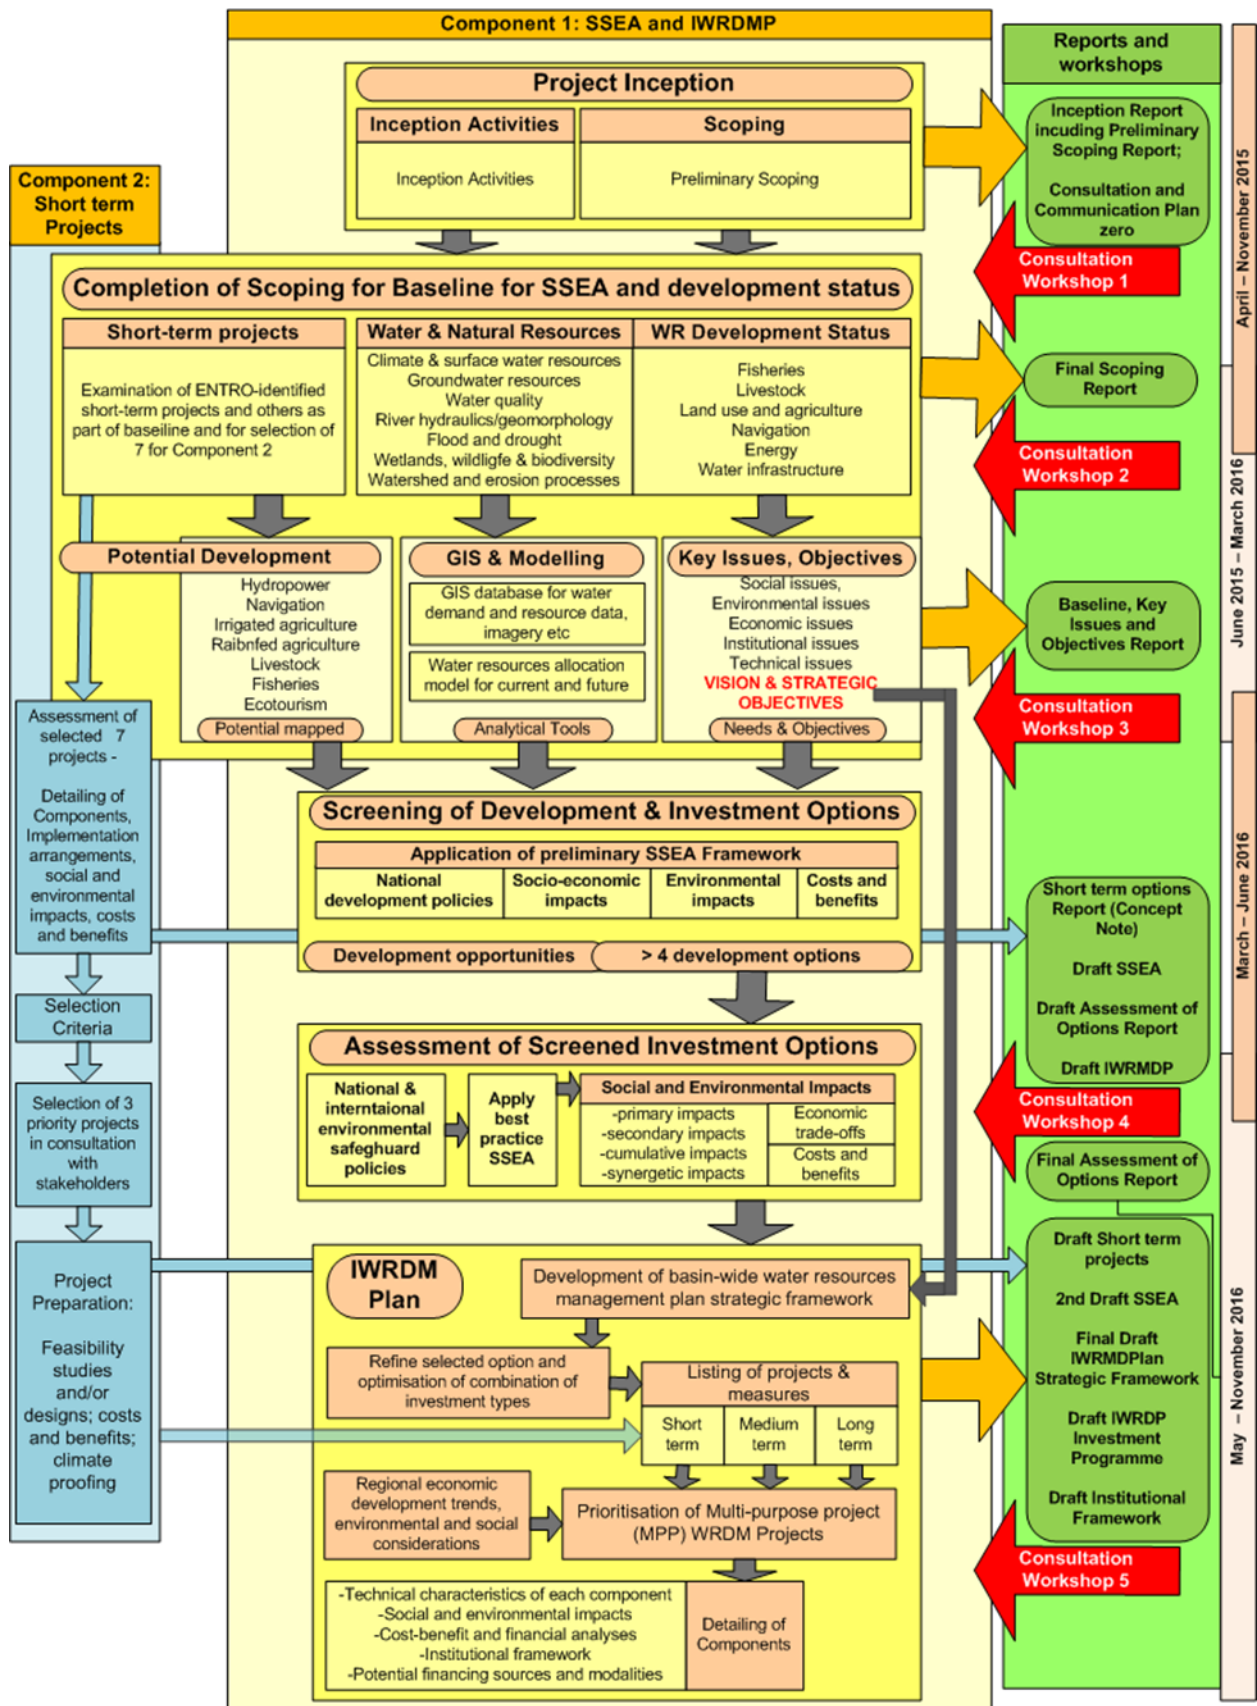 Component 1: SSEA and IWRDMP
Reports and
workshops
Project Inception
Inception Activities
Scoping
Inception Activities
Preliminary Scoping
Inception Report
incuding Preliminary
Scoping Report;
Consultation and
Communication Plan
zero
Component 2:
Short term
Projects
Consultation
Workshop 1
April – November 2015
Completion of Scoping for Baseline for SSEA and development status
Short-term projects
Examination of ENTRO-identified
short-term projects and others as
part of baseiline and for selection of
7 for Component 2
Water & Natural Resources
Climate & surface water resources
Groundwater resources
Water quality
River hydraulics/geomorphology
Flood and drought
Wetlands, wildligfe & biodiversity
Watershed and erosion processes
WR Development Status
Fisheries
Livestock
Land use and agriculture
Navigation
Energy
Water infrastructure
Final Scoping
Report
Consultation
Workshop 2
June 2015 – March 2016
Potential Development
Hydropower
Navigation
Irrigated agriculture
Raibnfed agriculture
Livestock
Fisheries
Ecotourism
Potential mapped
GIS & Modelling
GIS database for water
demand and resource data,
imagery etc
Water resources allocation
model for current and future
Analytical Tools
Key Issues, Objectives
Social issues,
Environmental issues
Economic issues
Institutional issues
Technical issues
VISION & STRATEGIC
OBJECTIVES
Needs & Objectives
Baseline, Key
Issues and
Objectives Report
Consultation
Workshop 3
Assessment of
selected 7
projects -
Detailing of
Components,
Implementation
arrangements,
social and
environmental
impacts, costs
and benefits
Screening of Development & Investment Options
Application of preliminary SSEA Framework
National
development policies
Socio-economic
impacts
Environmental
impacts
Costs and
benefits
Development opportunities
> 4 development options
Short term options
Report (Concept
Note)
Draft SSEA
Draft Assessment of
Options Report
Draft IWRMDP
March – June 2016
Selection
Criteria
Assessment of Screened Investment Options
National &
interntaional
environmental
safeghuard
policies
Apply
best
practice
SSEA
Social and Environmental Impacts
-primary impacts
-secondary impacts
-cumulative impacts
-synergetic impacts
Economic
trade-offs
Costs and
benefits
Consultation
Workshop 4
Final Assessment of
Options Report
Selection of 3
priority projects
in consultation
with
stakeholders
Project
Preparation:
Feasibility
studies
and/or
designs; costs
and benefits;
climate
proofing
IWRDM
Plan
Development of basin-wide water resources
management plan strategic framework
Refine selected option and
optimisation of combination of
investment types
Listing of projects &
measures
Short
term
Medium
term
Long
term
Regional economic
development trends,
environmental and social
considerations
Prioritisation of Multi-purpose project
(MPP) WRDM Projects
-Technical characteristics of each component
-Social and environmental impacts
-Cost-benefit and financial analyses
-Institutional framework
-Potential financing sources and modalities
Detailing of
Components
Draft Short term
projects
2nd Draft SSEA
Final Draft
IWRMDPlan
Strategic Framework
Draft IWRDP
Investment
Programme
Draft Institutional
Framework
Consultation
Workshop 5
May – November 2016